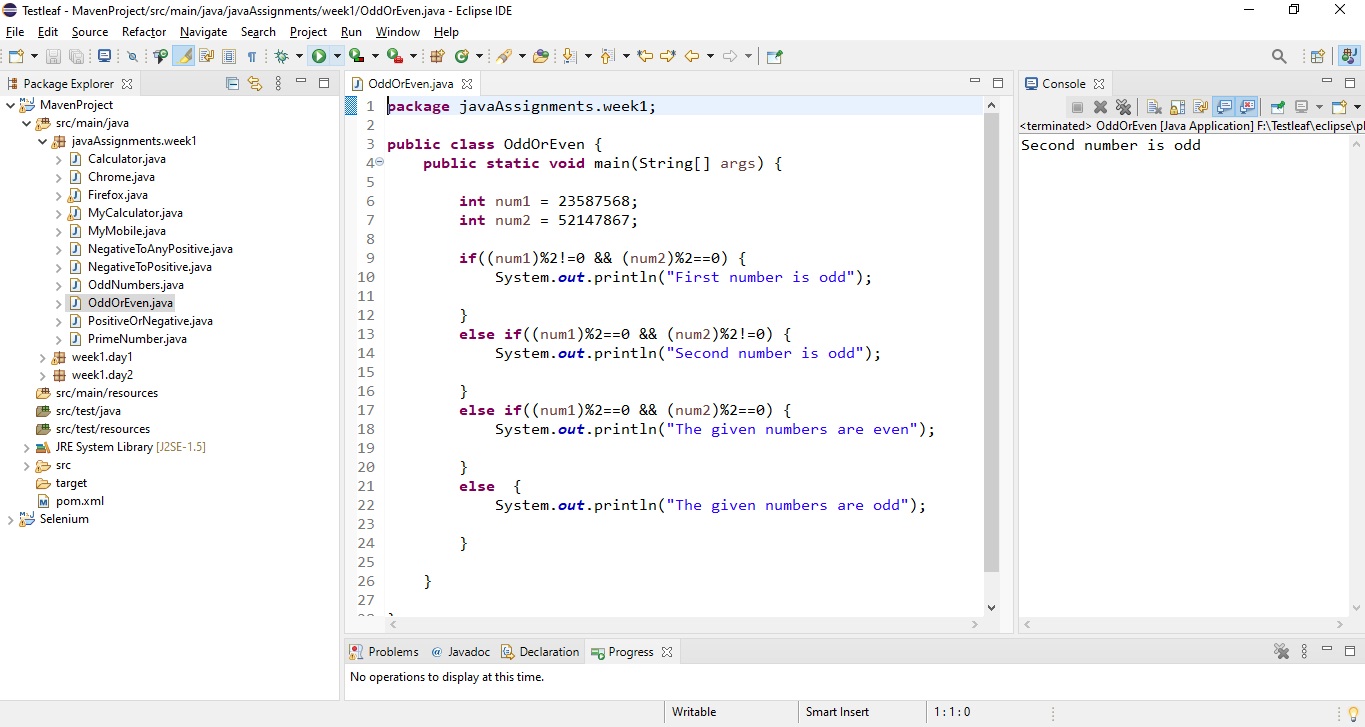 Testleaf - MavenProject/src/main/java/javaAssignments/week1/OddOrEven.java - Eclipse IDE
File Edit Source Refactor Navigate Search Project Run Window Help
Package Explorer
MavenProject
src/main/java
javaAssignments.week1
Calculator.java
Chrome.java
Firefox.java
MyCalculator.java
MyMobile.java
NegativeToAnyPositive.java
NegativeToPositive.java
OddNumbers.java
OddOrEven.java
PositiveOrNegative.java
PrimeNumber.java
week1.day1
week1.day2
src/main/resources
src/test/java
src/test/resources
JRE System Library [J2SE-1.5]
src
target
pom.xml
Selenium
OddOrEven.java
1 package javaAssignments.week1;
2
3 public class OddOrEven {
4 public static void main(String[] args) {
5
6 int num1 = 23587568;
7 int num2 = 52147867;
8
9 if((num1)%2!=0 && (num2)%2==0) {
10 System.out.println("First number is odd");
11
12 }
13 else if((num1)%2==0 && (num2)%2!=0) {
14 System.out.println("Second number is odd");
15
16 }
17 else if((num1)%2==0 && (num2)%2==0) {
18 System.out.println("The given numbers are even");
19
20 }
21 else {
22 System.out.println("The given numbers are odd");
23
24 }
25
26 }
27
Console
<terminated> OddOrEven [Java Application] F:\Testleaf\eclipse\pl
Second number is odd
Problems @ Javadoc Declaration Progress
No operations to display at this time.
Writable Smart Insert 1 : 1 : 0